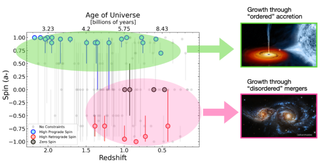 Age of Universe
[billions of years]
3.23 4.2 5.75 8.43
1.00
0.75
0.50
0.25
0.00
−0.25
−0.50
−0.75
−1.00
Spin (a*)
No Constraints
High Prograde Spin
High Retrograde Spin
Zero Spin
2.0 1.5 1.0 0.5
Redshift
Growth through
"ordered" accretion
Growth through
"disordered" mergers